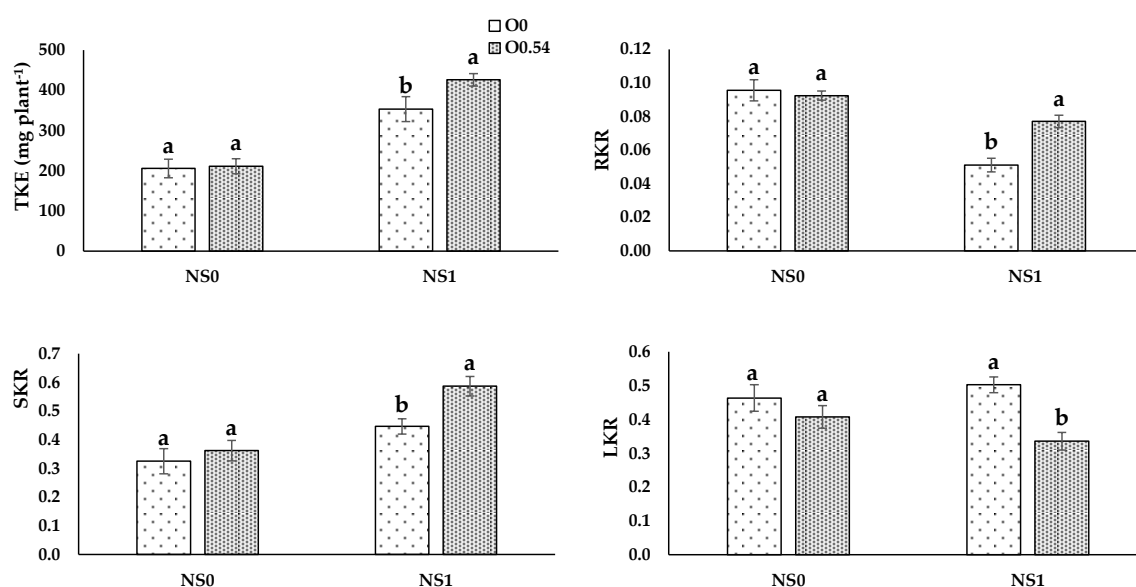 O0
O0.54
TKE (mg plant-1)
500
400
300
200
100
0
a
a
b
a
NS0
NS1
RKR
0.12
0.10
0.08
0.06
0.04
0.02
0.00
a
a
b
a
NS0
NS1
SKR
0.7
0.6
0.5
0.4
0.3
0.2
0.1
0.0
a
a
b
a
NS0
NS1
LKR
0.6
0.5
0.4
0.3
0.2
0.1
0.0
a
a
a
b
NS0
NS1